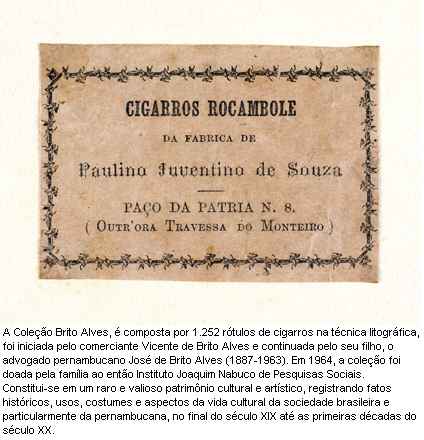 CIGARROS ROCAMBOLE
DA FABRICA DE
Paulino Juventino de Souza
PAÇO DA PATRIA N. 8.
( OUTR'ORA TRAVESSA DO MONTEIRO )
A Coleção Brito Alves, é composta por 1.252 rótulos de cigarros na técnica litográfica,
foi iniciada pelo comerciante Vicente de Brito Alves e continuada pelo seu filho, o
advogado pernambucano José de Brito Alves (1887-1963). Em 1964, a coleção foi
doada pela família ao então Instituto Joaquim Nabuco de Pesquisas Sociais.
Constitui-se em um raro e valioso patrimônio cultural e artístico, registrando fatos
históricos, usos, costumes e aspectos da vida cultural da sociedade brasileira e
particularmente da pernambucana, no final do século XIX até as primeiras décadas do
século XX.